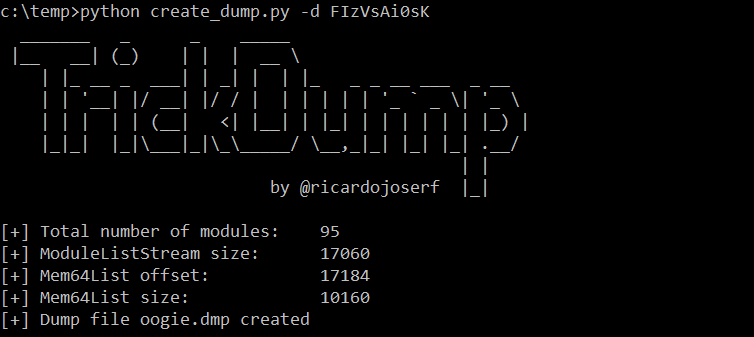 c:\temp>python create_dump.py -d FIzVsAi0sK
TrickDump
by @ricardojoserf
[+] Total number of modules: 95
[+] ModuleListStream size: 17060
[+] Mem64List offset: 17184
[+] Mem64List size: 10160
[+] Dump file oogie.dmp created